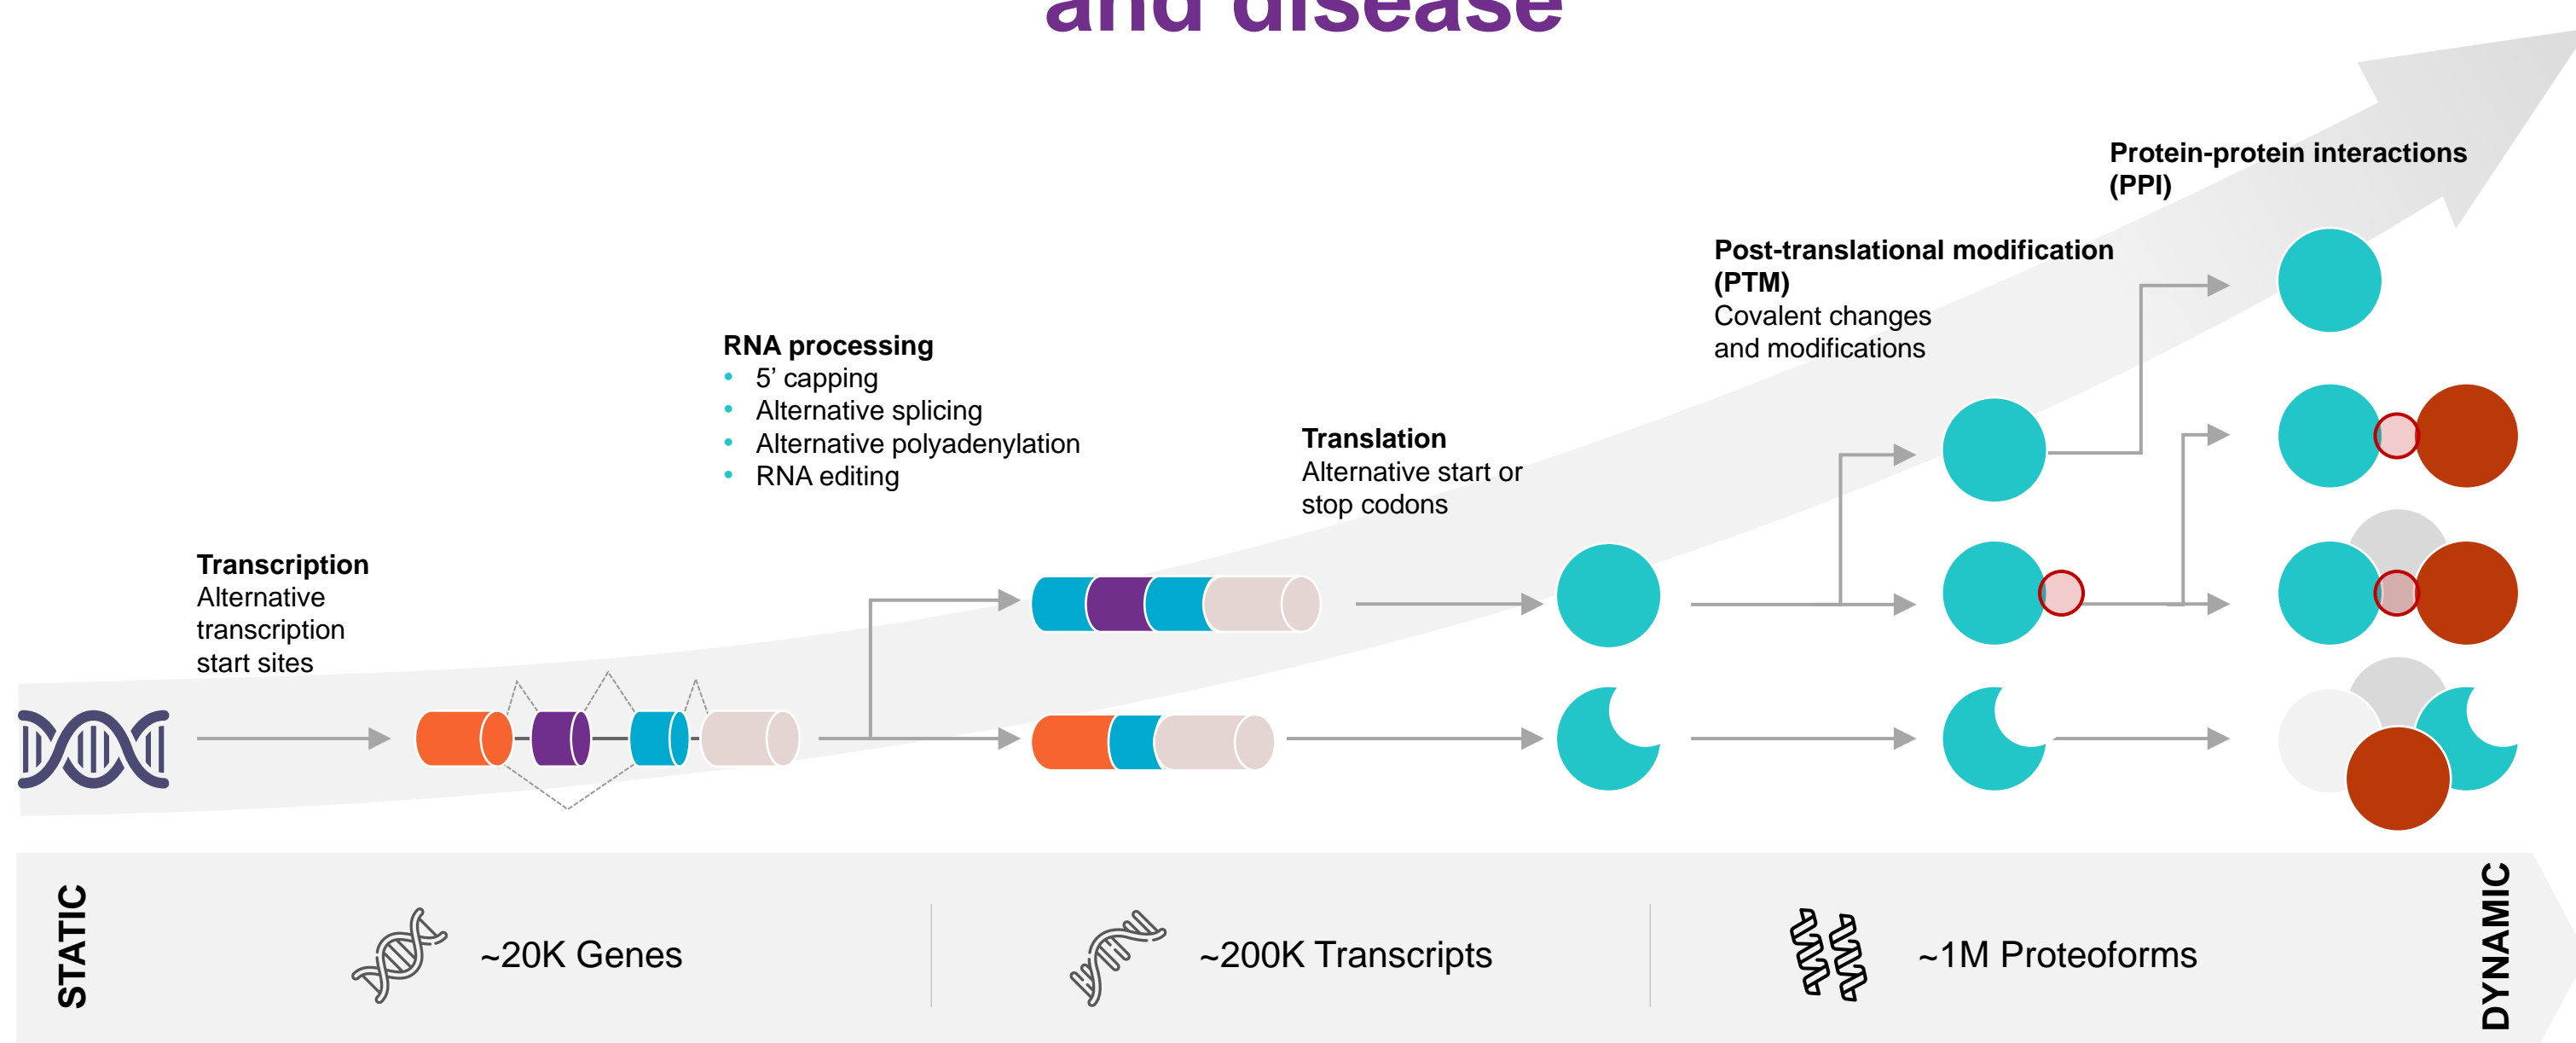 and disease
Protein-protein interactions
(PPI)
Post-translational modification
(PTM)
Covalent changes
and modifications
RNA processing
• 5’ capping
• Alternative splicing
• Alternative polyadenylation
• RNA editing
Translation
Alternative start or
stop codons
Transcription
Alternative
transcription
start sites
STATIC
~20K Genes
~200K Transcripts
~1M Proteoforms
DYNAMIC